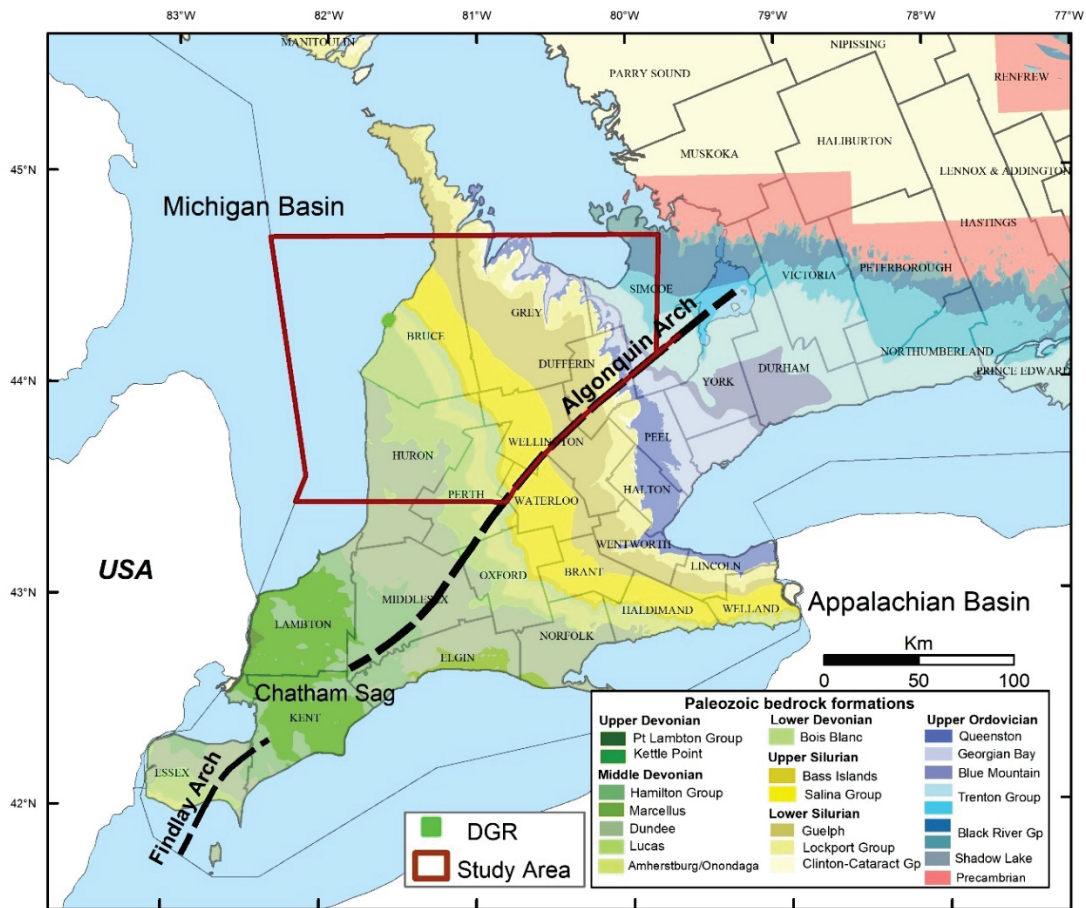 83°W 82°W 81°W 80°W 79°W 78°W 77°W
MANITOULIN
NIPISSING
PARRY SOUND
RENFREW
HALIBURTON
MUSKOKA
45°N
LENNOX & ADDINGTON
Michigan Basin
HASTINGS
VICTORIA
PETERBOROUGH
SIMCOE
GREY
BRUCE
Algonquin Arch
DUFFERIN
NORTHUMBERLAND
44°N
YORK
DURHAM
PRINCE EDWARD
WELLINGTON
PEEL
HURON
PERTH
WATERLOO
HALTON
WENTWORTH
USA
LINCOLN
OXFORD
BRANT
43°N
MIDDLESEX
HALDIMAND
WELLAND
Appalachian Basin
LAMBTON
NORFOLK
ELGIN
Km
0 50 100
Chatham Sag
KENT
ESSEX
Findlay Arch
42°N
DGR
Study Area
Paleozoic bedrock formations
Upper Devonian
Pt Lambton Group
Kettle Point
Middle Devonian
Hamilton Group
Marcellus
Dundee
Lucas
Amherstburg/Onondaga
Lower Devonian
Bois Blanc
Upper Silurian
Bass Islands
Salina Group
Lower Silurian
Guelph
Lockport Group
Clinton-Cataract Gp
Upper Ordovician
Queenston
Georgian Bay
Blue Mountain
Trenton Group
Black River Gp
Shadow Lake
Precambrian